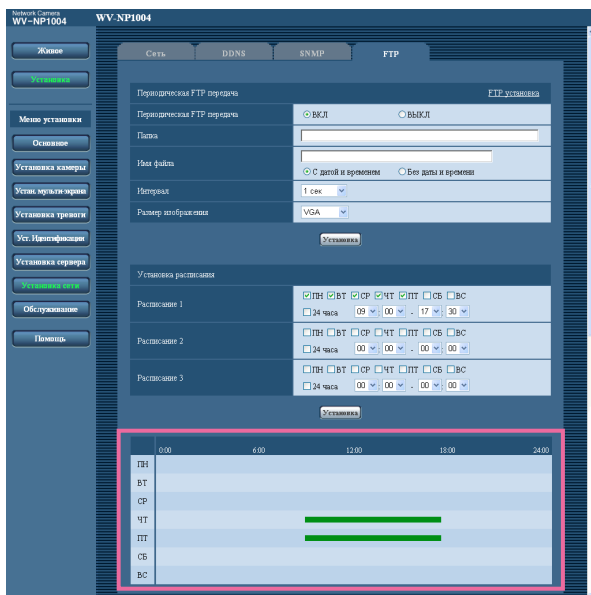 Network Camera
WV-NP1004
WV-NP1004
Живое
Установка
Меню установки
Основное
Установка камеры
Устан. мульти-экрана
Установка тревоги
Уст. Идентификации
Установка сервера
Установка сети
Обслуживание
Помощь
Сеть DDNS SNMP FTP
Периодическая FTP передача FTP установка
Периодическая FTP передача ВКЛ ВЫКЛ
Папка
Имя файла
С датой и временем Без даты и времени
Интервал 1 сек
Размер изображения VGA
Установка
Установка расписания
Расписание 1
ПН ВТ СР ЧТ ПТ СБ ВС
24 часа 09 : 00 - 17 : 30
Расписание 2
ПН ВТ СР ЧТ ПТ СБ ВС
24 часа 00 : 00 - 00 : 00
Расписание 3
ПН ВТ СР ЧТ ПТ СБ ВС
24 часа 00 : 00 - 00 : 00
Установка
0:00 6:00 12:00 18:00 24:00
ПН
ВТ
СР
ЧТ
ПТ
СБ
ВС